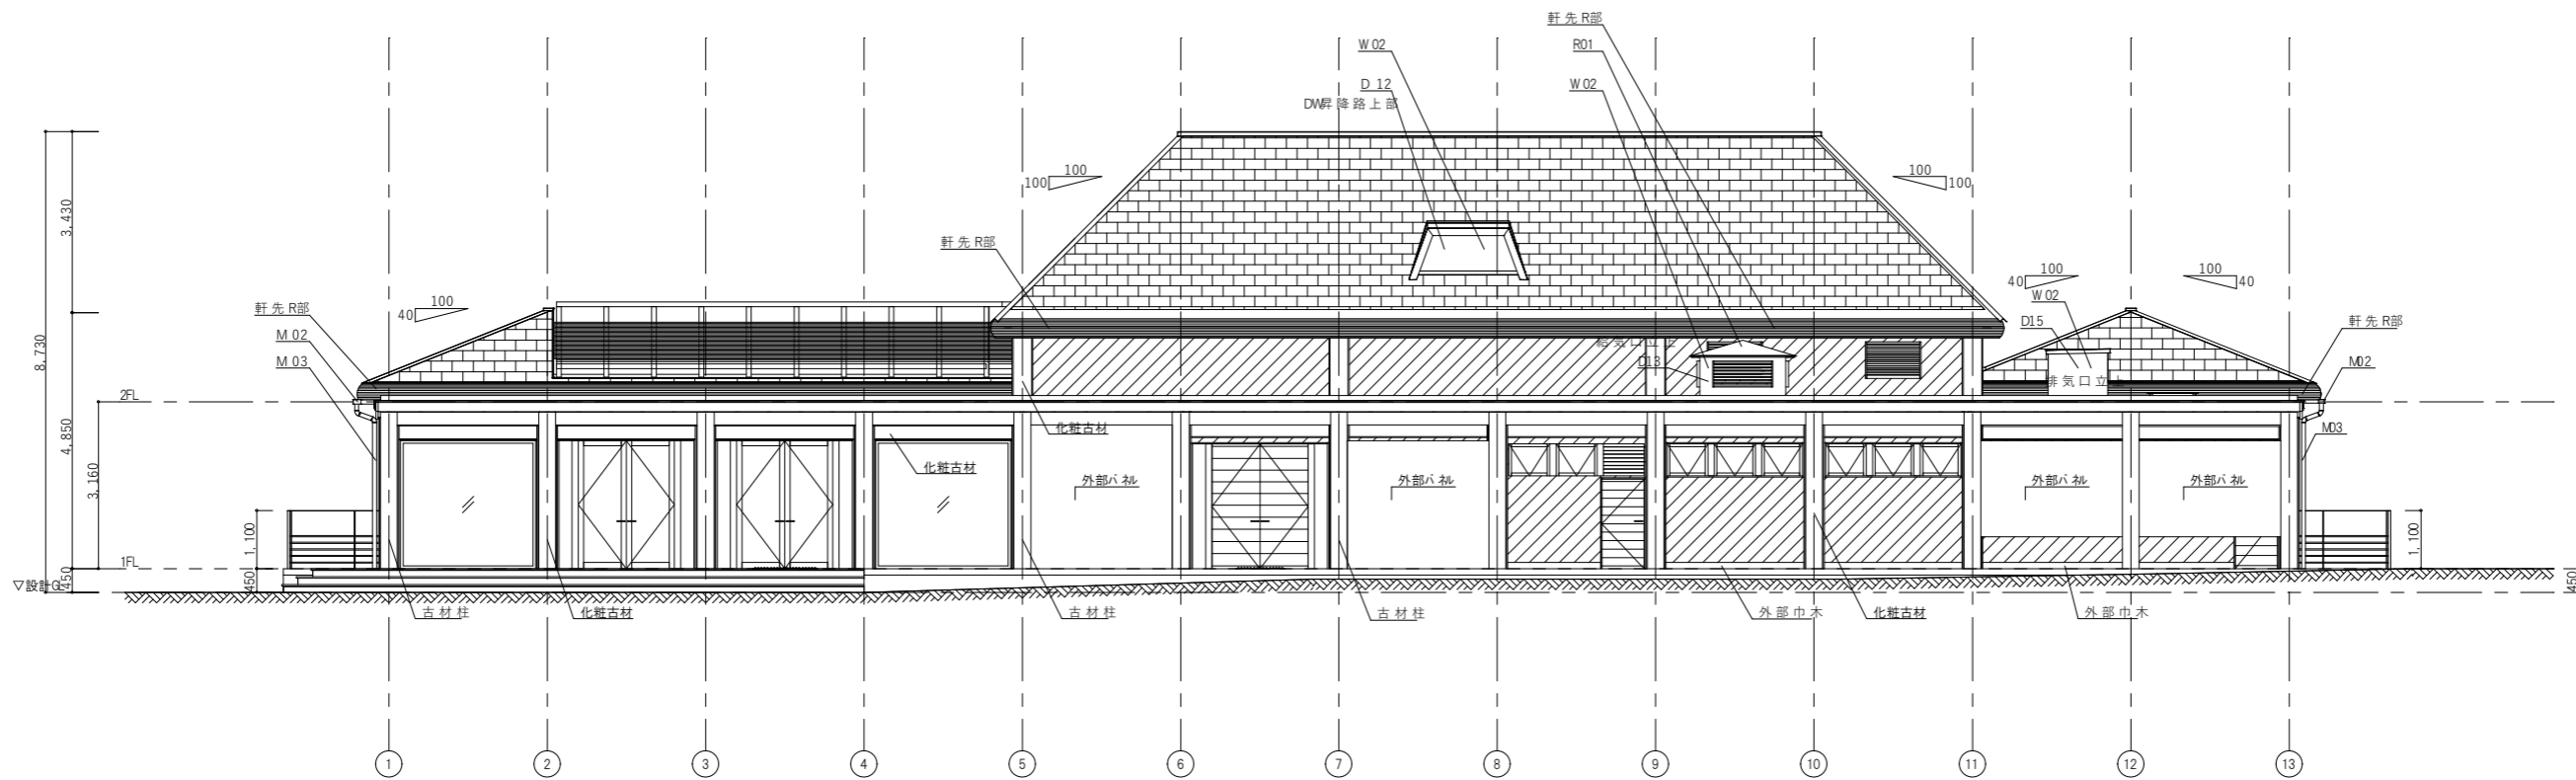 軒先R部
W02
R01
D_12
W02
DW昇降路上部
100
100
100
100
3,430
8,730
4,850
3,160
軒先R部
軒先R部
100
40
M02
M03
100
40
100
40
W02
D15
軒先R部
給気口立上
D13
排気口立上
M02
M03
2FL
化粧古材
化粧古材
外部パネル
外部パネル
外部パネル
外部パネル
1,100
1,100
1FL
450
450
450
▽設計GL
古材柱
化粧古材
古材柱
古材柱
外部巾木
化粧古材
外部巾木
1
2
3
4
5
6
7
8
9
10
11
12
13